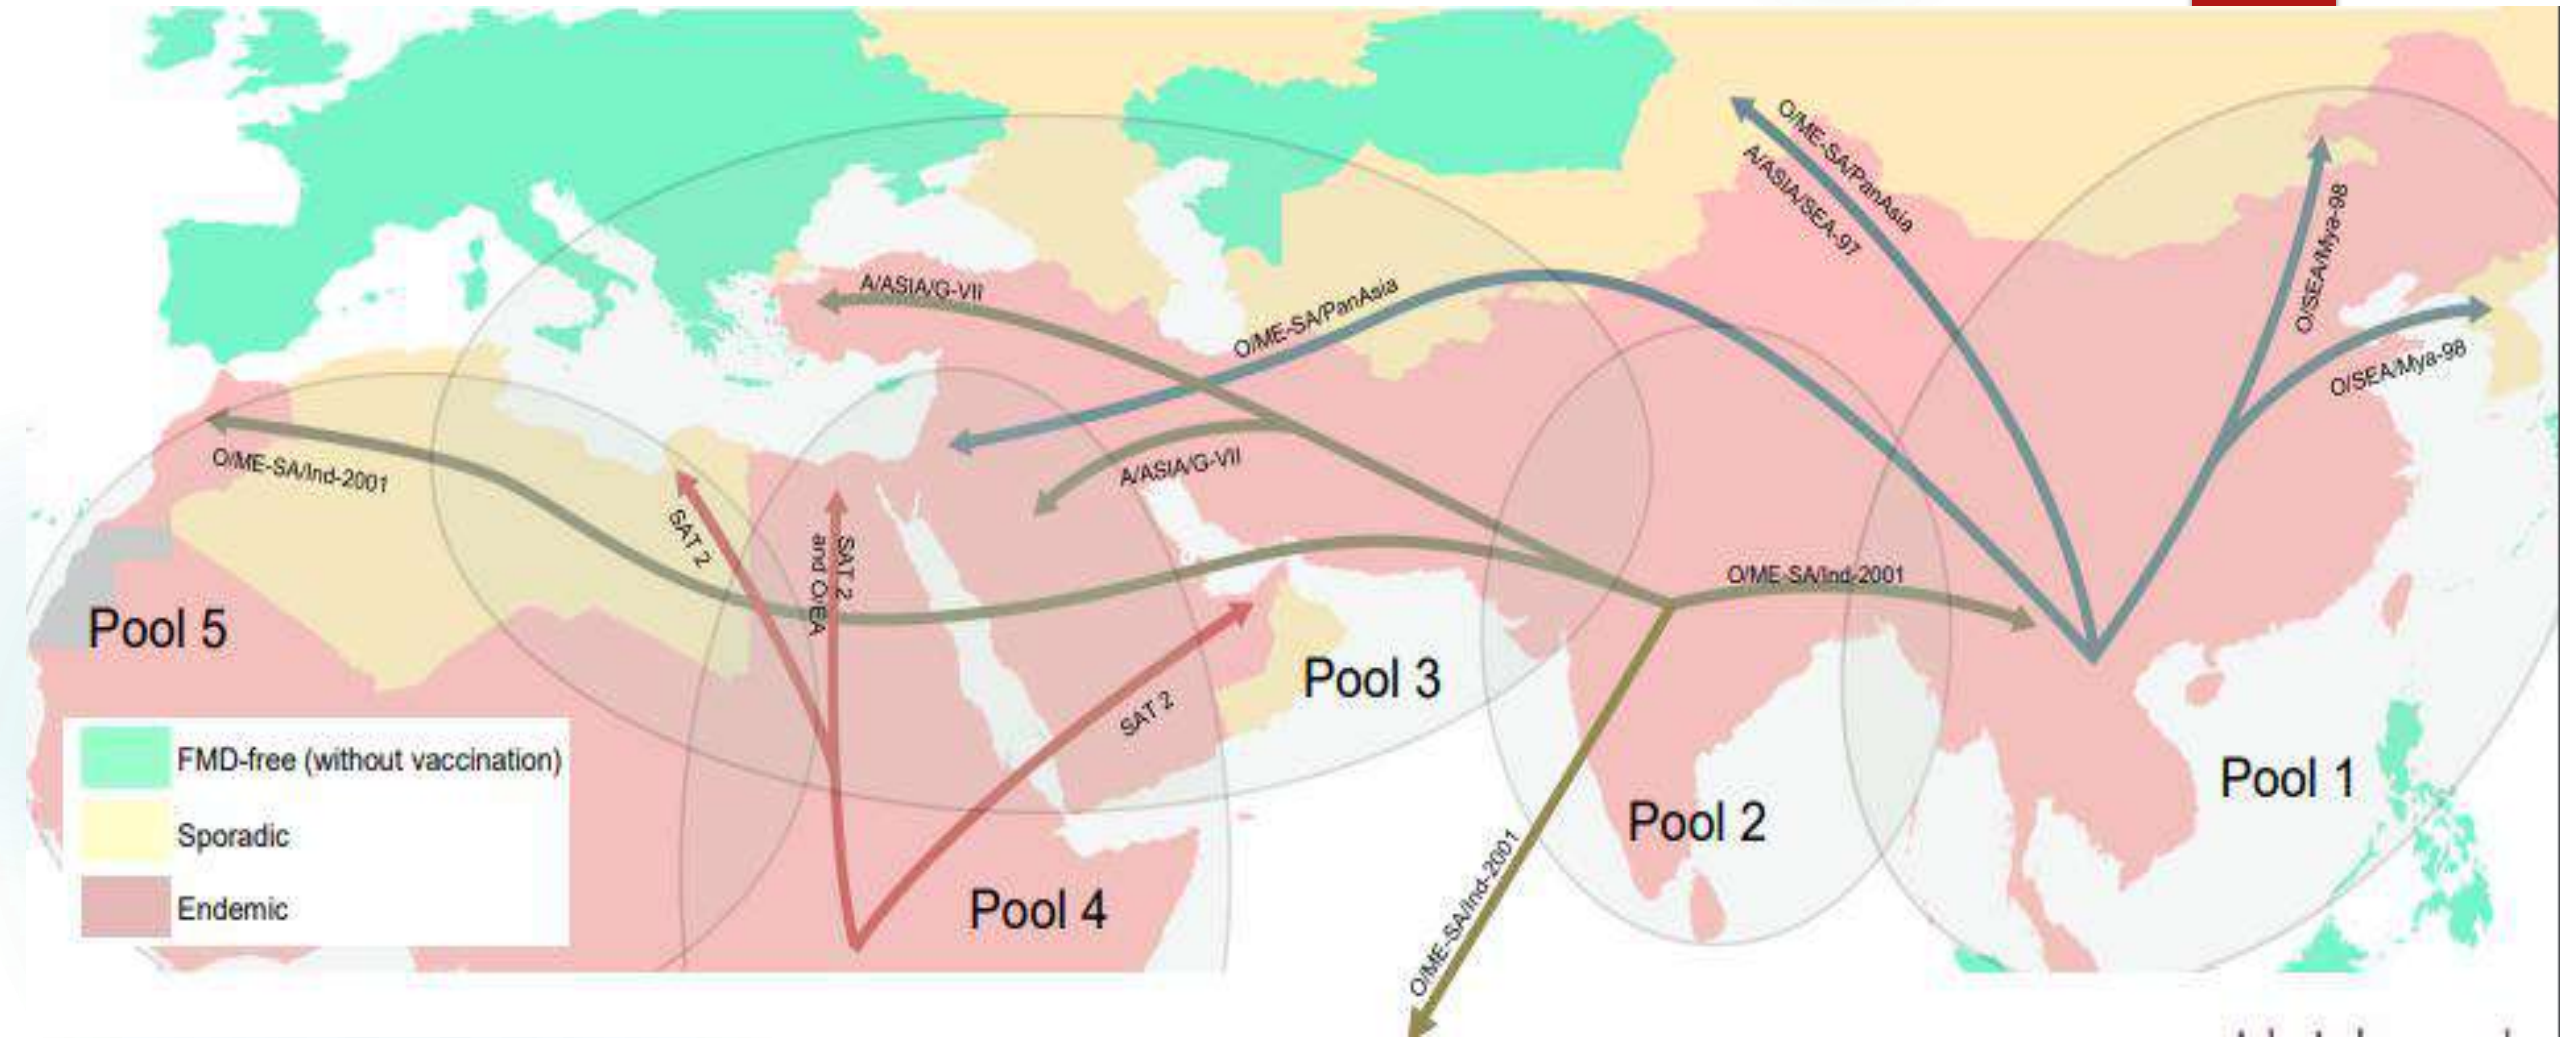 O/ME-SA/PanAsia
A/ASIA/SEA-97
O/SEA/Mya-98
O/SEA/Mya-98
A/ASIA/G-VII
O/ME-SA/PanAsia
A/ASIA/G-VII
O/ME-SA/Ind-2001
SAT 2
SAT 2
and O/EA
O/ME-SA/Ind-2001
SAT 2
Pool 5
Pool 3
Pool 1
Pool 2
Pool 4
O/ME-SA/Ind-2001
FMD-free (without vaccination)
Sporadic
Endemic